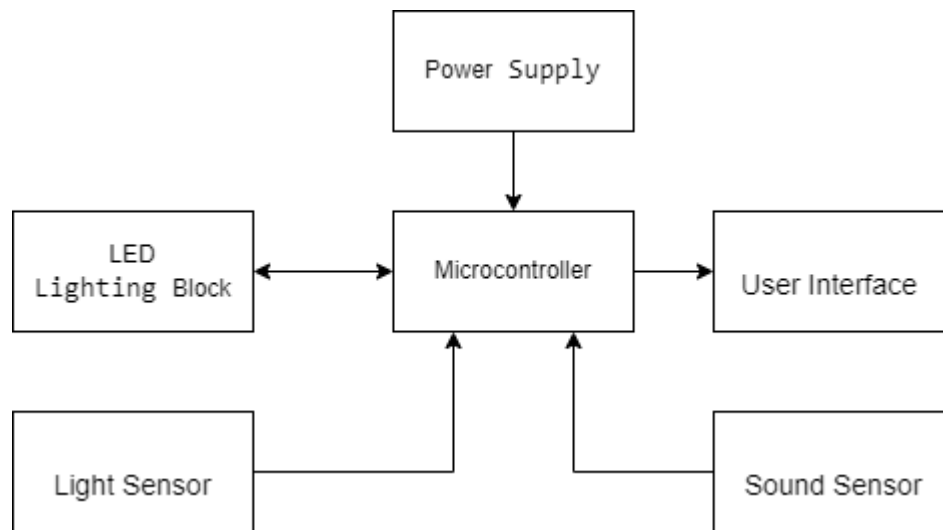 Power Supply
LED
Lighting Block
Microcontroller
User Interface
Light Sensor
Sound Sensor